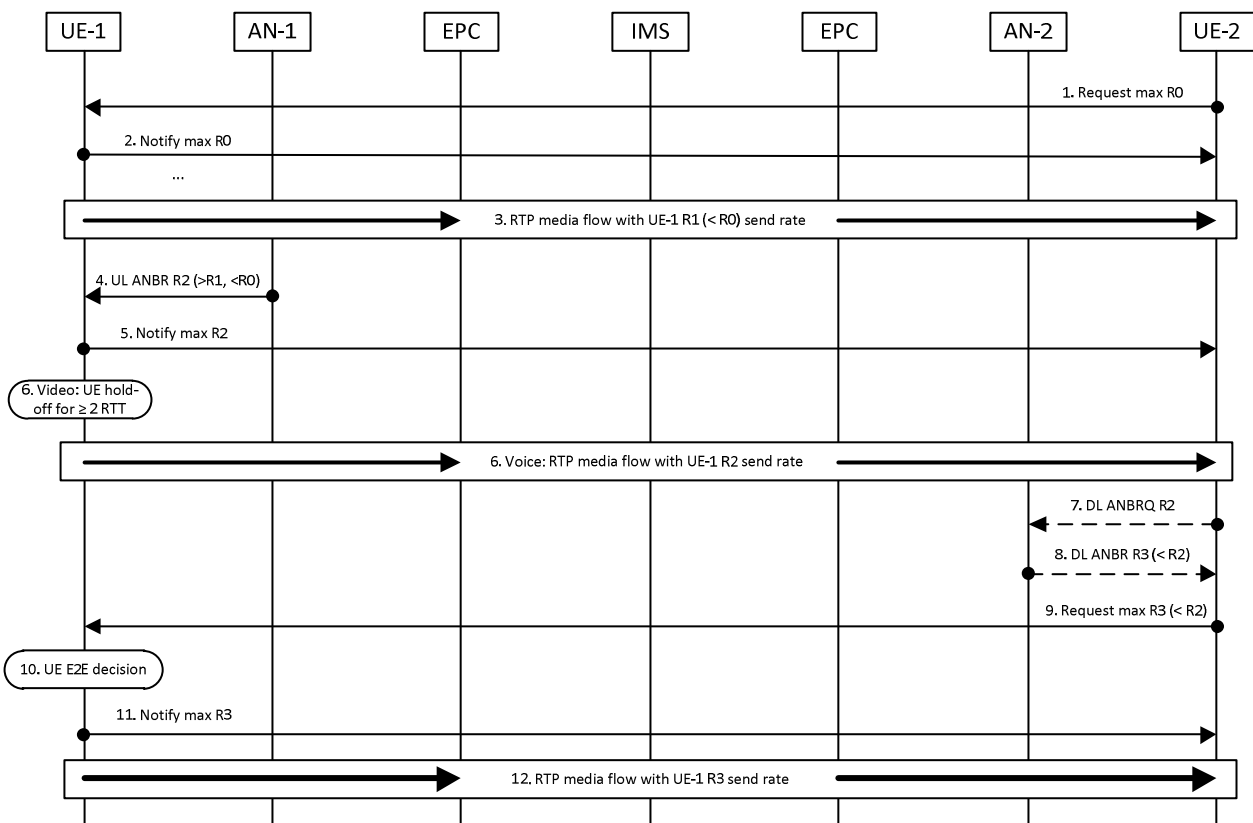 UE-1
AN-1
EPC
IMS
EPC
AN-2
UE-2
1. Request max R0
2. Notify max R0
...
3. RTP media flow with UE-1 R1 (< R0) send rate
4. UL ANBR R2 (>R1, <R0)
5. Notify max R2
6. Video: UE hold-
off for ≥ 2 RTT
6. Voice: RTP media flow with UE-1 R2 send rate
7. DL ANBRQ R2
8. DL ANBR R3 (< R2)
9. Request max R3 (< R2)
10. UE E2E decision
11. Notify max R3
12. RTP media flow with UE-1 R3 send rate